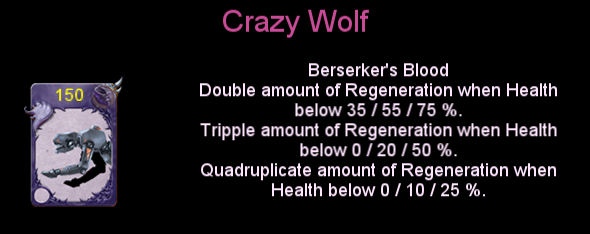 Crazy Wolf
150
Berserker's Blood
Double amount of Regeneration when Health
below 35 / 55 / 75 %.
Tripple amount of Regeneration when Health
below 0 / 20 / 50 %.
Quadruplicate amount of Regeneration when
Health below 0 / 10 / 25 %.